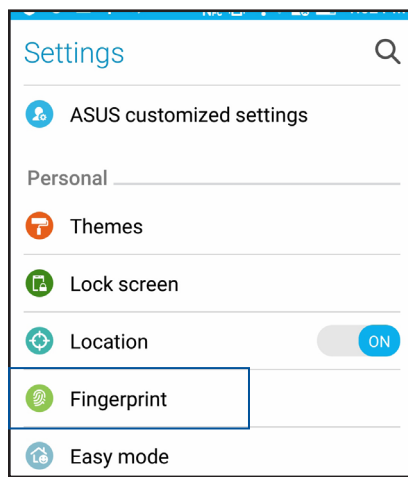 Settings
ASUS customized settings
Personal
Themes
Lock screen
Location
ON
Fingerprint
Easy mode